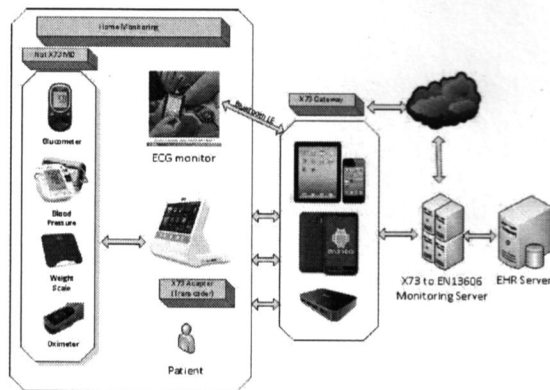 Home Monitoring
Not X73 MD
Glucometer
Blood
Pressure
Weight
Scale
Oximeter
ECG monitor
Bluetooth LE
X73 Adapter
(Transcoder)
Patient
X73 Gateway
ANDROID
X73 to EN13606
Monitoring Server
EHR Server